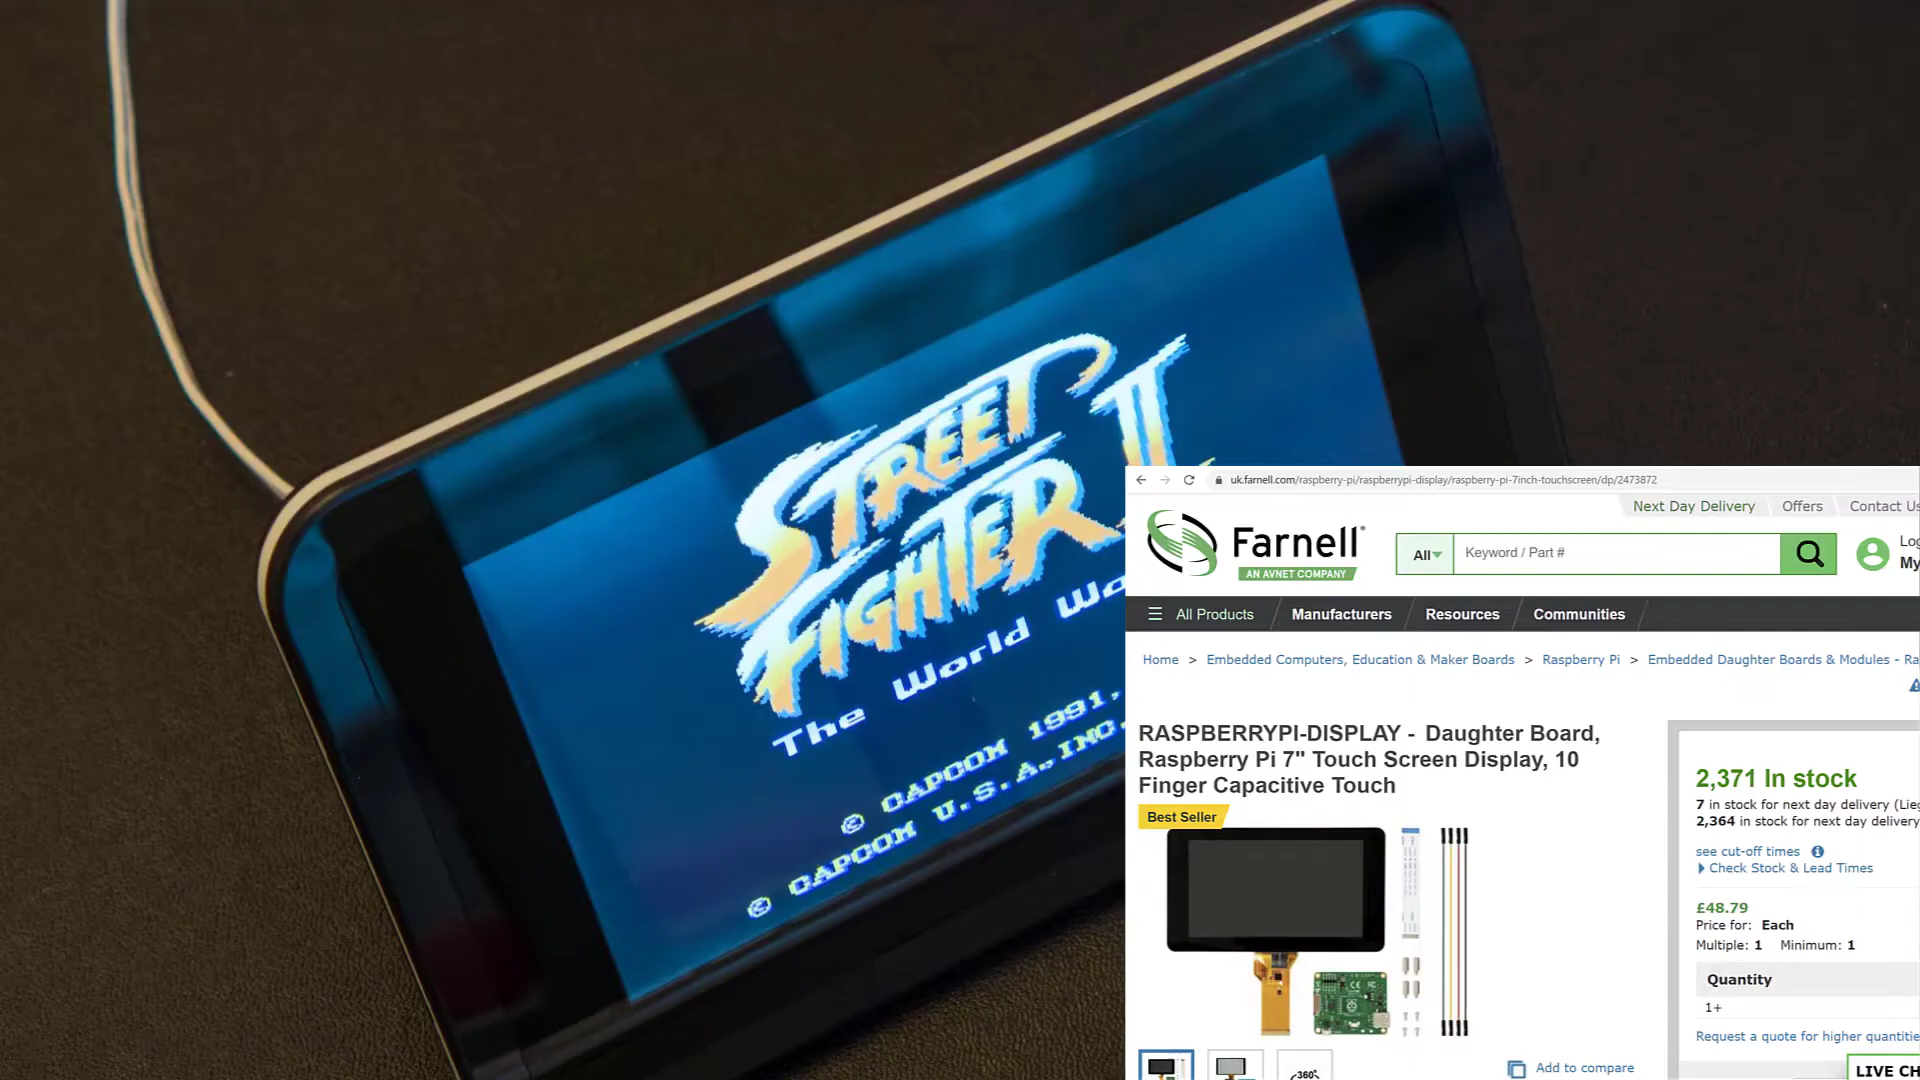 STREET
FIGHTER II
The World
© CAPCOM 1991,
© CAPCOM U.S.A., INC.
uk.farnell.com/raspberry-pi/raspberrypi-display/raspberry-pi-7inch-touchscreen/dp/2473872
Next Day Delivery Offers Contact Us
Farnell
AN AVNET COMPANY
All Keyword / Part #
My
All Products Manufacturers Resources Communities
Home > Embedded Computers, Education & Maker Boards > Raspberry Pi > Embedded Daughter Boards & Modules -
RASPBERRYPI-DISPLAY - Daughter Board,
Raspberry Pi 7" Touch Screen Display, 10
Finger Capacitive Touch
Best Seller
2,371 In stock
7 in stock for next day delivery
2,364 in stock for next day delivery
see cut-off times
Check Stock & Lead Times
£48.79
Price for: Each
Multiple: 1 Minimum: 1
Quantity
1+
Request a quote for higher
360°
Add to compare
LIVE